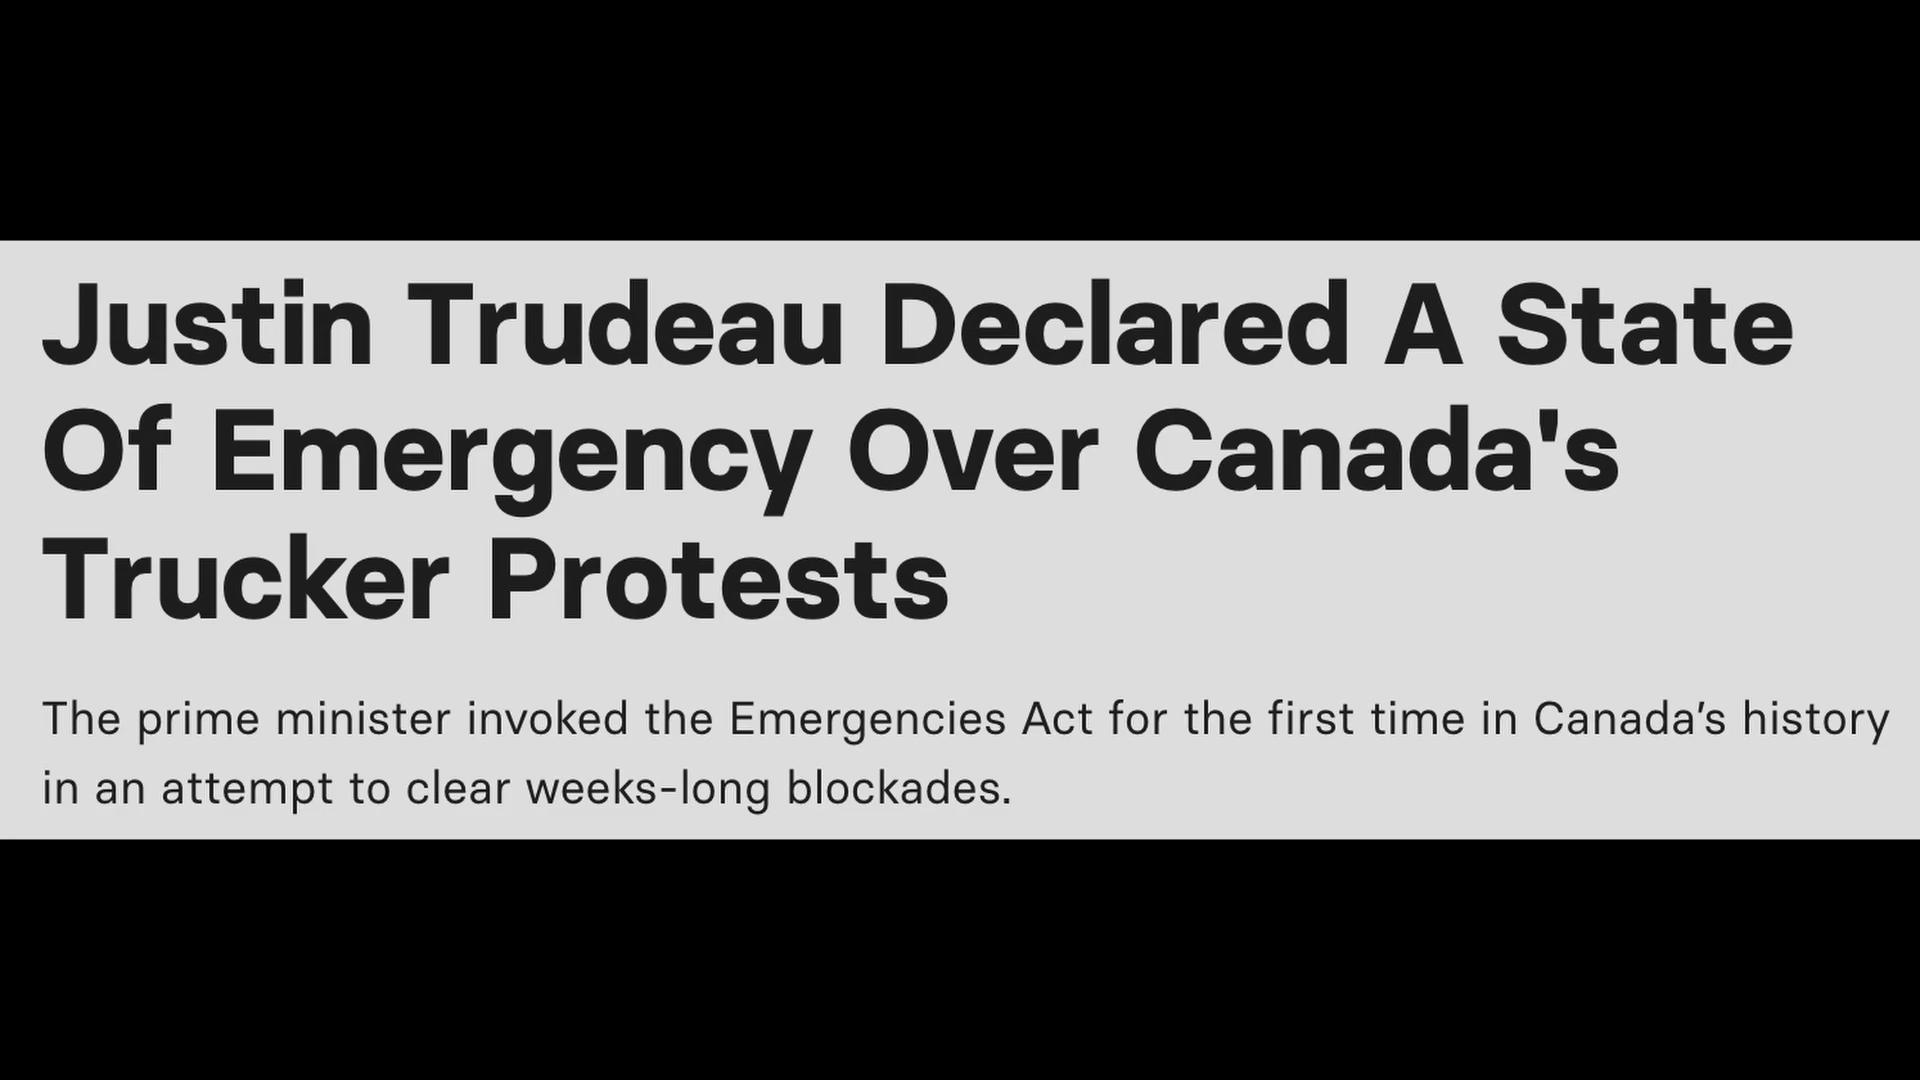 Justin Trudeau Declared A State
Of Emergency Over Canada's
Trucker Protests
The prime minister invoked the Emergencies Act for the first time in Canada’s history
in an attempt to clear weeks-long blockades.